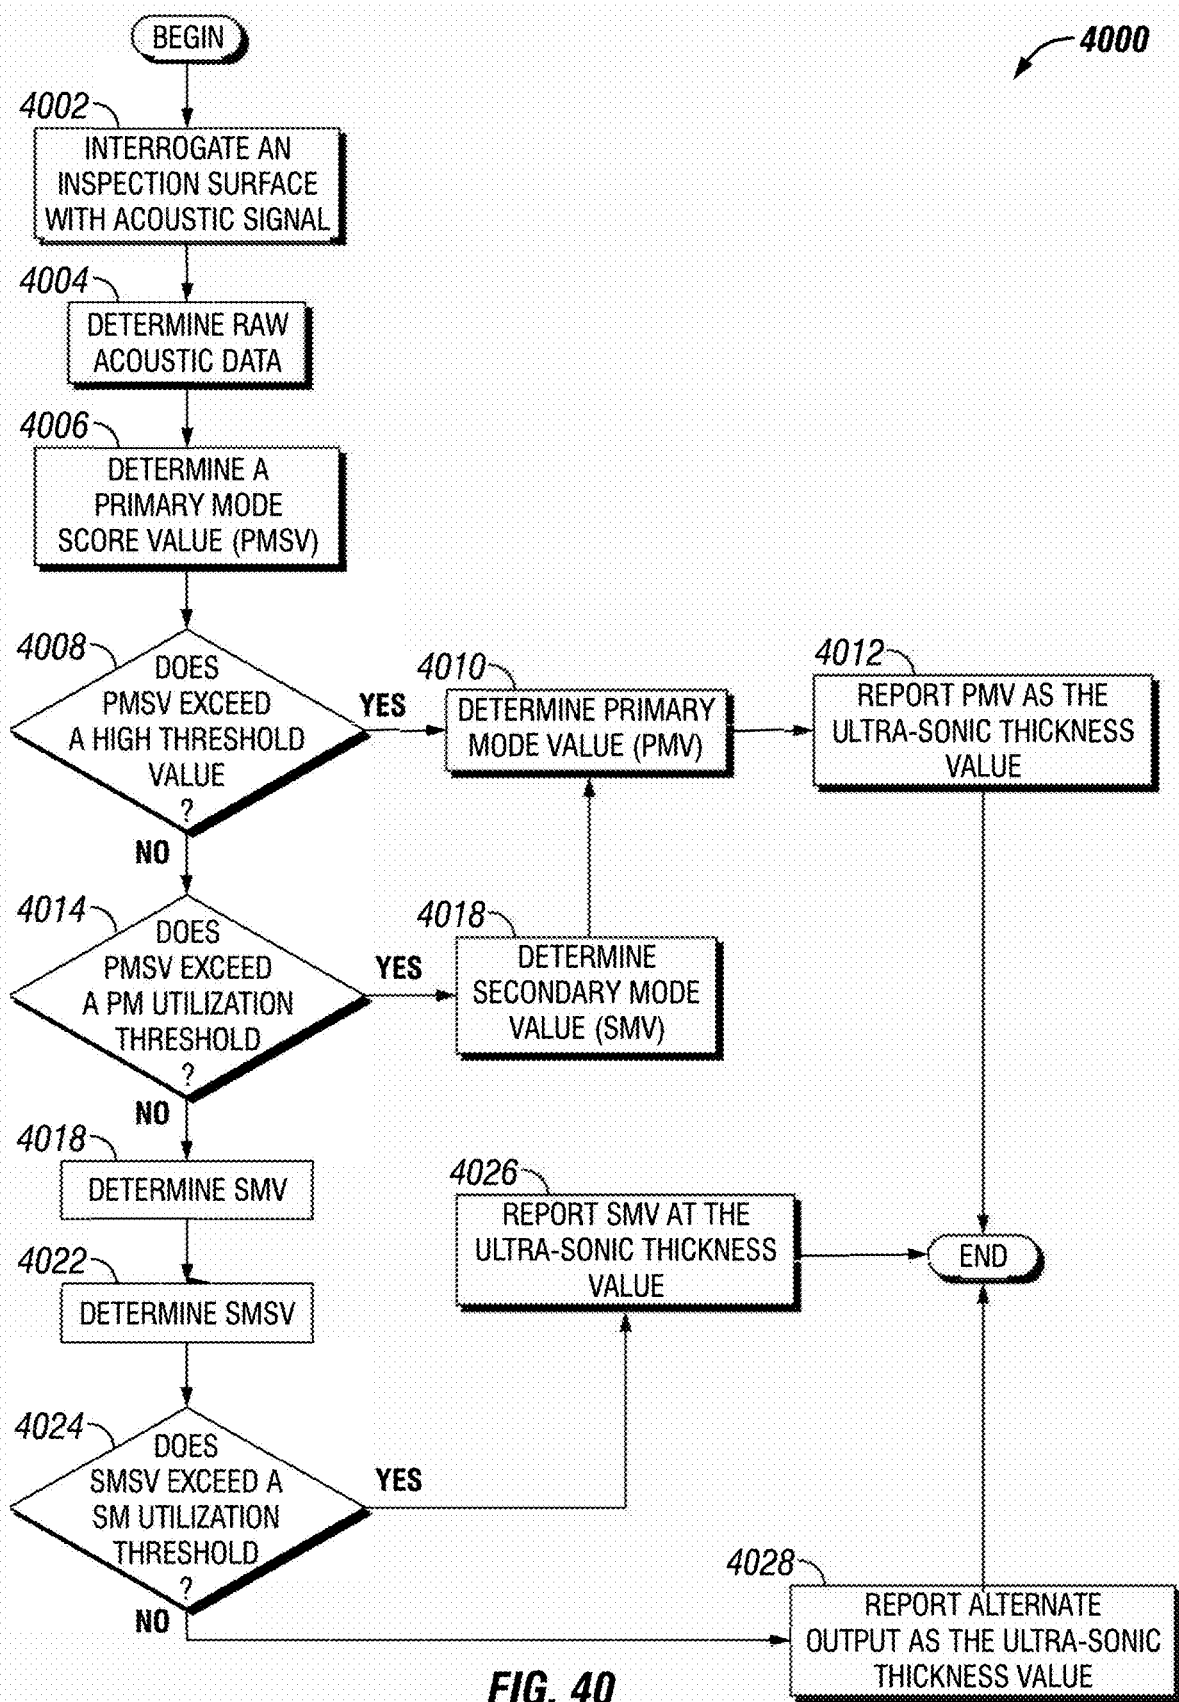 BEGIN
4000
4002
INTERROGATE AN
INSPECTION SURFACE
WITH ACOUSTIC SIGNAL
4004
DETERMINE RAW
ACOUSTIC DATA
4006
DETERMINE A
PRIMARY MODE
SCORE VALUE (PMSV)
4008
DOES
PMSV EXCEED
A HIGH THRESHOLD
VALUE
?
YES
NO
4010
DETERMINE PRIMARY
MODE VALUE (PMV)
4012
REPORT PMV AS THE
ULTRA-SONIC THICKNESS
VALUE
4014
DOES
PMSV EXCEED
A PM UTILIZATION
THRESHOLD
?
YES
NO
4018
DETERMINE
SECONDARY MODE
VALUE (SMV)
4018
DETERMINE SMV
4022
DETERMINE SMSV
4026
REPORT SMV AT THE
ULTRA-SONIC THICKNESS
VALUE
END
4024
DOES
SMSV EXCEED A
SM UTILIZATION
THRESHOLD
?
YES
NO
4028
REPORT ALTERNATE
OUTPUT AS THE ULTRA-SONIC
THICKNESS VALUE
FIG. 40